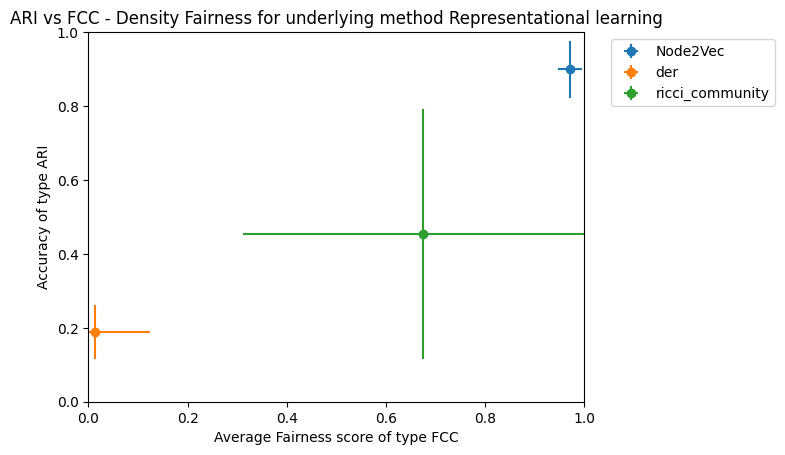 ARI vs FCC - Density Fairness for underlying method Representational learning
Node2Vec
der
ricci_community
Accuracy of type ARI
1.0
0.8
0.6
0.4
0.2
0.0
0.0 0.2 0.4 0.6 0.8 1.0
Average Fairness score of type FCC